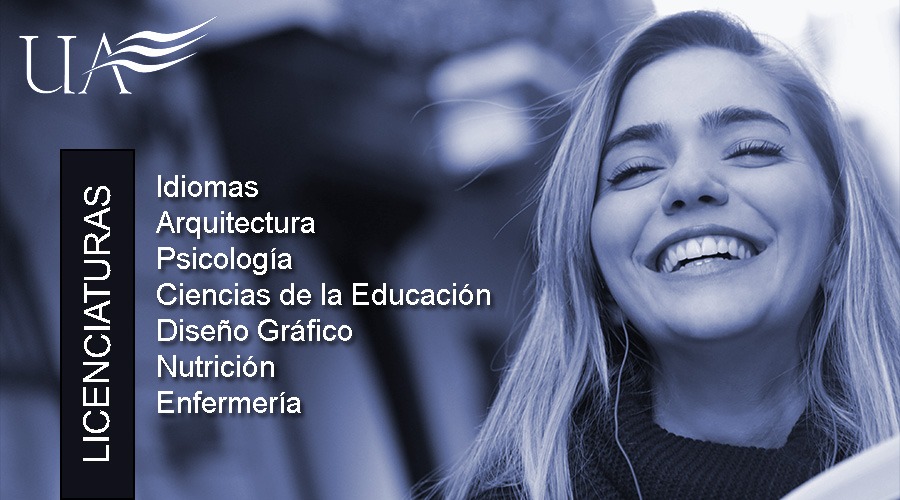 UA
LICENCIATURAS
Idiomas
Arquitectura
Psicología
Ciencias de la Educación
Diseño Gráfico
Nutrición
Enfermería